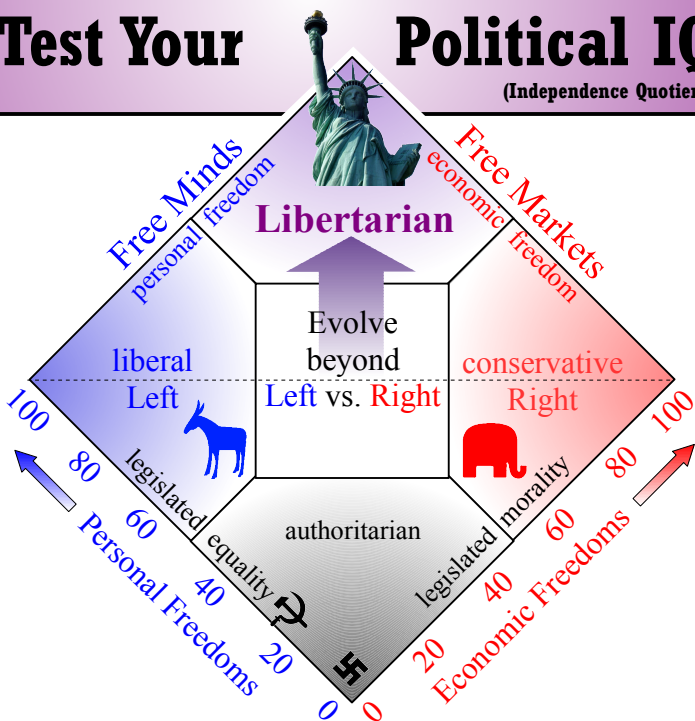 Test Your Political IQ
(Independence Quotien
Free Minds
personal freedom
Free Markets
economic freedom
Libertarian
Evolve
beyond
Left vs. Right
liberal
Left
conservative
Right
authoritarian
legislated equality
legislated morality
100
80
60
40
20
0
Personal Freedoms
0
20
40
60
80
100
Economic Freedoms